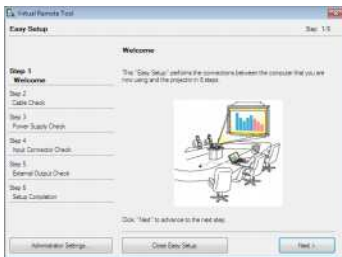 Virtual Remote Tool
Easy Setup
Step: 1/6
Welcome
Step 1
Welcome
This "Easy Setup" performs the connections between the computer that you are
now using and the projector in 6 steps.
Step 2
Cable Check
Step 3
Power Supply Check
Step 4
Input Connector Check
Step 5
External Output Check
Step 6
Setup Completion
Click "Next" to advance to the next step.
Administrator Settings...
Close Easy Setup
Next >